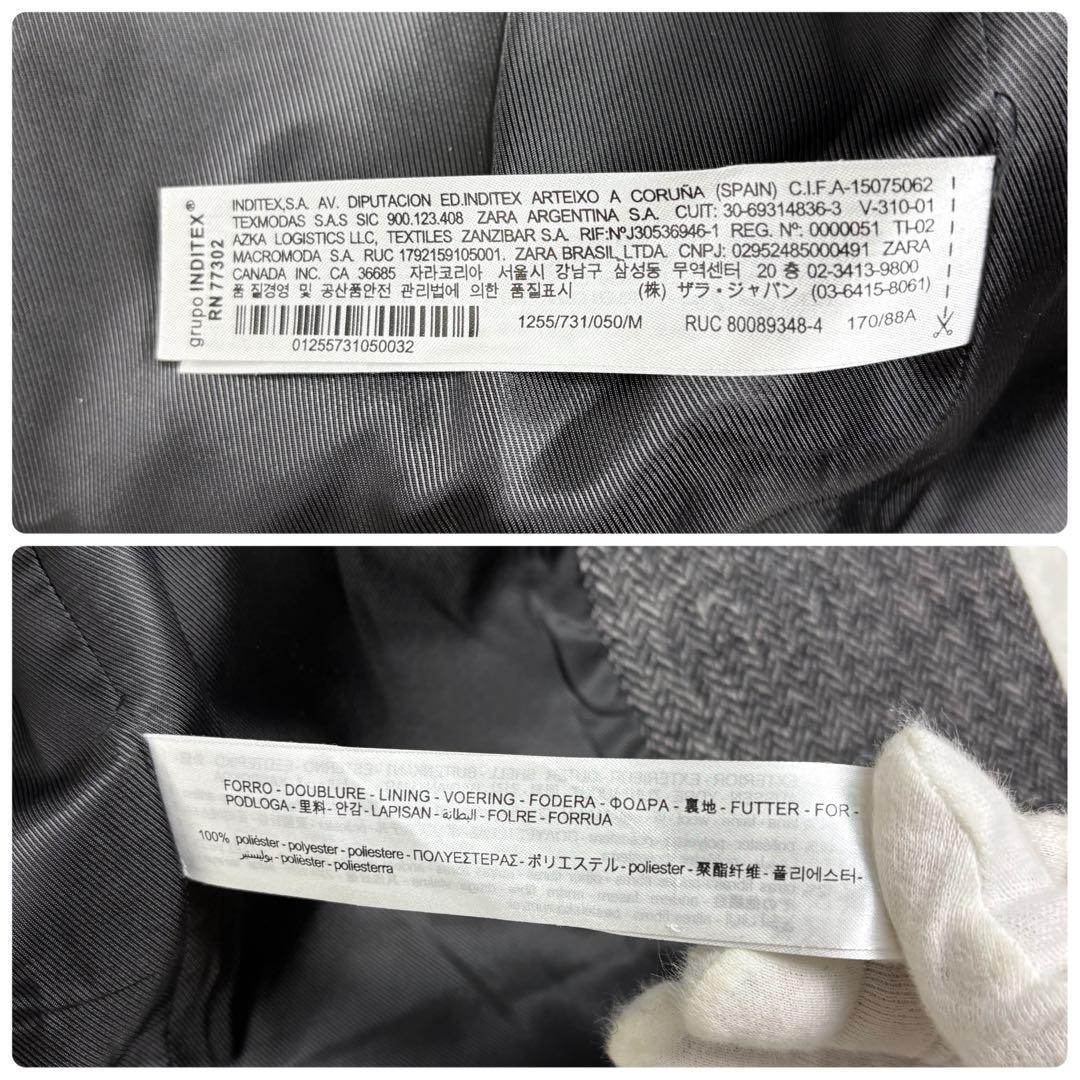 grupo INDITEX®
RN 77302
INDITEX,S.A. AV. DIPUTACION ED.INDITEX ARTEIXO A CORUÑA (SPAIN) C.I.F.A-15075062
TEXMODAS S.A.S SIC 900.123.408 ZARA ARGENTINA S.A. CUIT: 30-69314836-3 V-310-01
AZKA LOGISTICS LLC, TEXTILES ZANZIBAR S.A. RIF:NºJ30536946-1 REG. Nº: 0000051 TI-02
MACROMODA S.A. RUC 1792159105001. ZARA BRASIL,LTDA. CNPJ: 02952485000491 ZARA
CANADA INC. CA 36685 자라코리아 서울시 강남구 삼성동 무역센터 20 층 02-3413-9800
품 질경영 및 공산품안전 관리법에 의한 품질표시 (株) ザラ・ジャパン (03-6415-8061)
1255/731/050/M RUC 80089348-4 170/88A
01255731050032
FORRO - DOUBLURE - LINING - VOERING - FODERA - ΦΟΔΡΑ - 裏地 - FUTTER - FOR -
PODLOGA - 里料 - 안감 - LAPISAN - البطانة - FOLRE - FORRUA
100% poliéster - polyester - poliestere - ΠΟΛΥΕΣΤΕΡΑΣ - ポリエステル - poliester - 聚酯纤维 - 폴리에스터 -
بوليستير - polièster - poliesterra